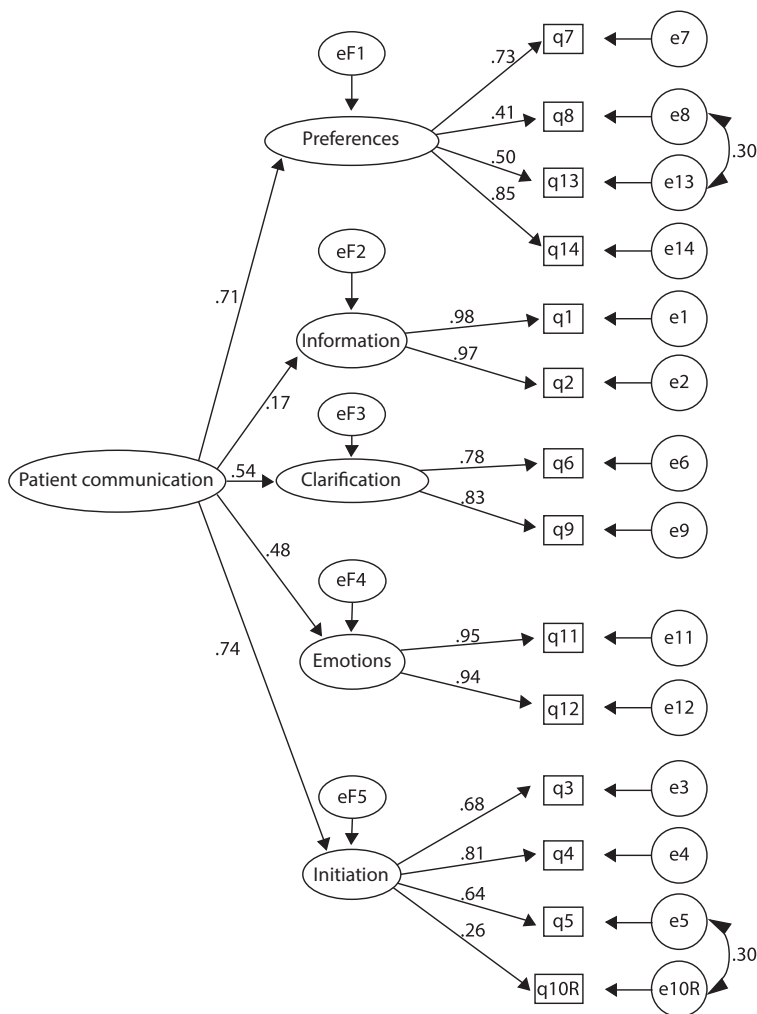 eF1
Preferences
.73
q7
e7
.41
q8
e8
.50
q13
e13
.30
.85
q14
e14
.71
eF2
Information
.98
q1
e1
.97
q2
e2
.17
eF3
Patient communication
.54
Clarification
.78
q6
e6
.83
q9
e9
.48
eF4
Emotions
.95
q11
e11
.94
q12
e12
.74
eF5
Initiation
.68
q3
e3
.81
q4
e4
.64
q5
e5
.30
.26
q10R
e10R